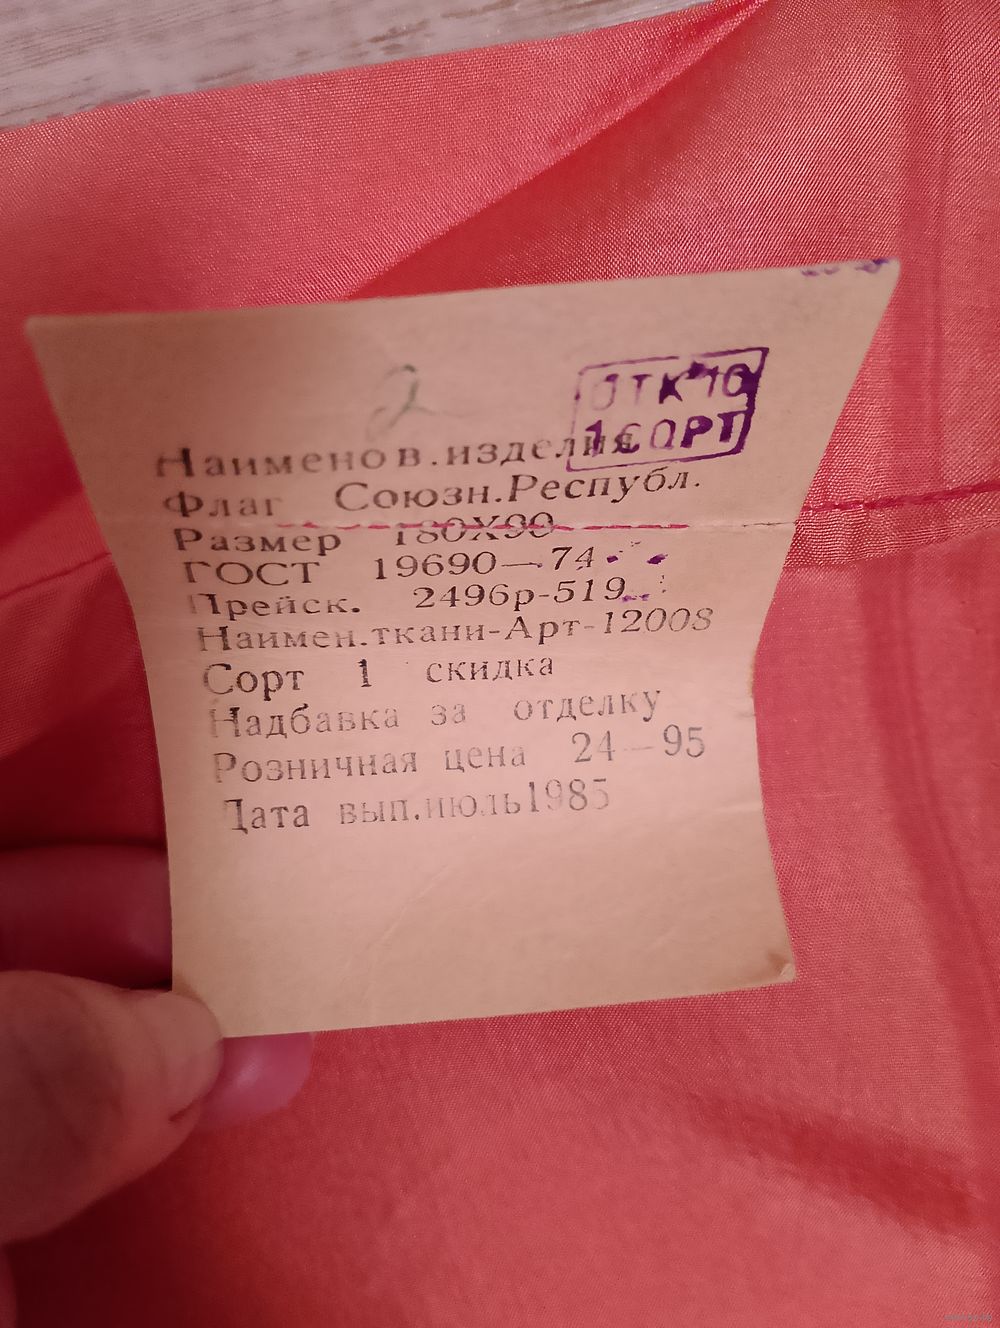 2
ОТК 10
1 СОРТ
Наименов.изделия
Флаг Союзн.Республ.
Размер 180Х90
ГОСТ 19690—74
Прейск. 2496р-519
Наимен.ткани-Арт-12008
Сорт 1 скидка
Надбавка за отделку
Розничная цена 24—95
Дата вып.июль1985